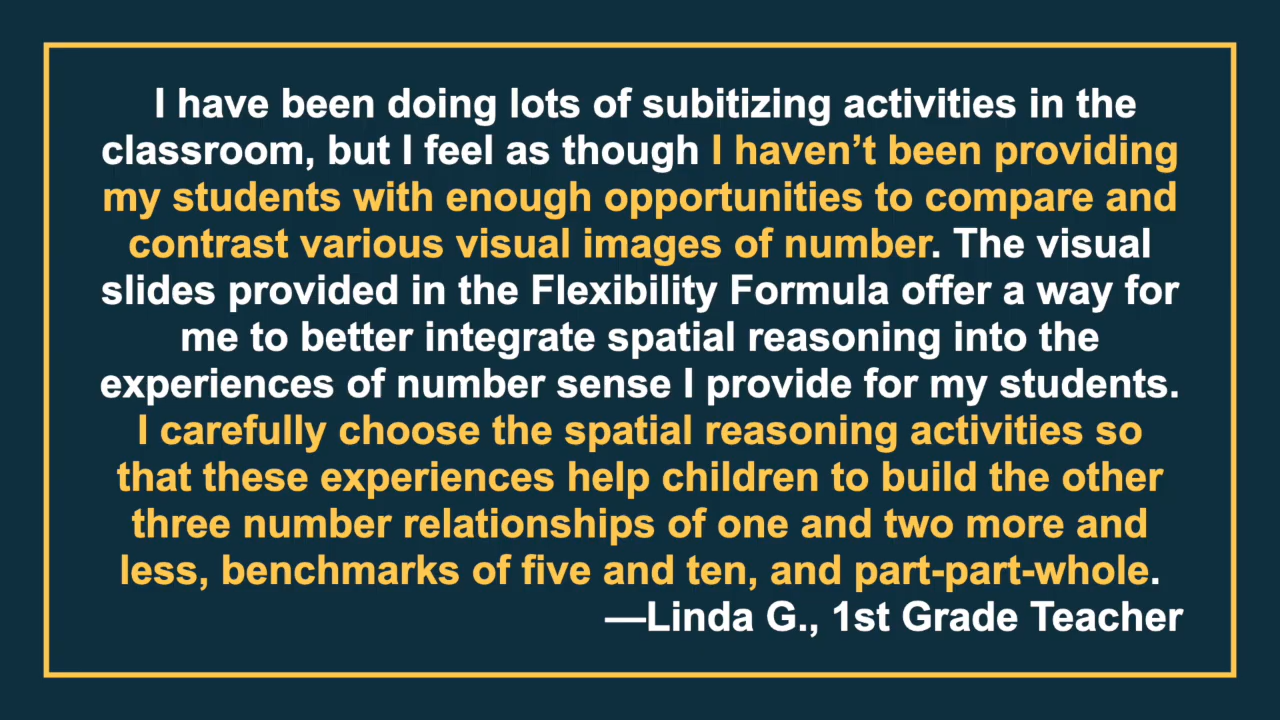 I have been doing lots of subitizing activities in the
classroom, but I feel as though I haven’t been providing
my students with enough opportunities to compare and
contrast various visual images of number. The visual
slides provided in the Flexibility Formula offer a way for
me to better integrate spatial reasoning into the
experiences of number sense I provide for my students.
I carefully choose the spatial reasoning activities so
that these experiences help children to build the other
three number relationships of one and two more and
less, benchmarks of five and ten, and part-part-whole.
—Linda G., 1st Grade Teacher